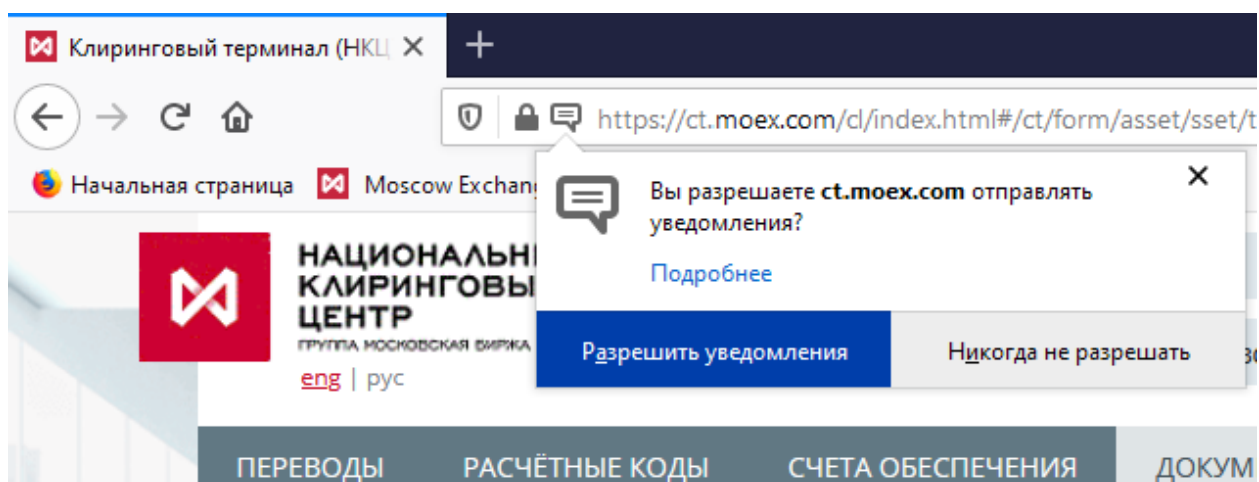 Клиринговый терминал (НКЦ
https://ct.moex.com/cl/index.html#/ct/form/asset/sset/t
Начальная страница Moscow Exchan
Вы разрешаете ct.moex.com отправлять
уведомления?
Подробнее
Разрешить уведомления Никогда не разрешать
НАЦИОНАЛЬН
КЛИРИНГОВЫ
ЦЕНТР
ГРУППА МОСКОВСКАЯ БИРЖА
eng | рус
ПЕРЕВОДЫ РАСЧЁТНЫЕ КОДЫ СЧЕТА ОБЕСПЕЧЕНИЯ ДОКУМ